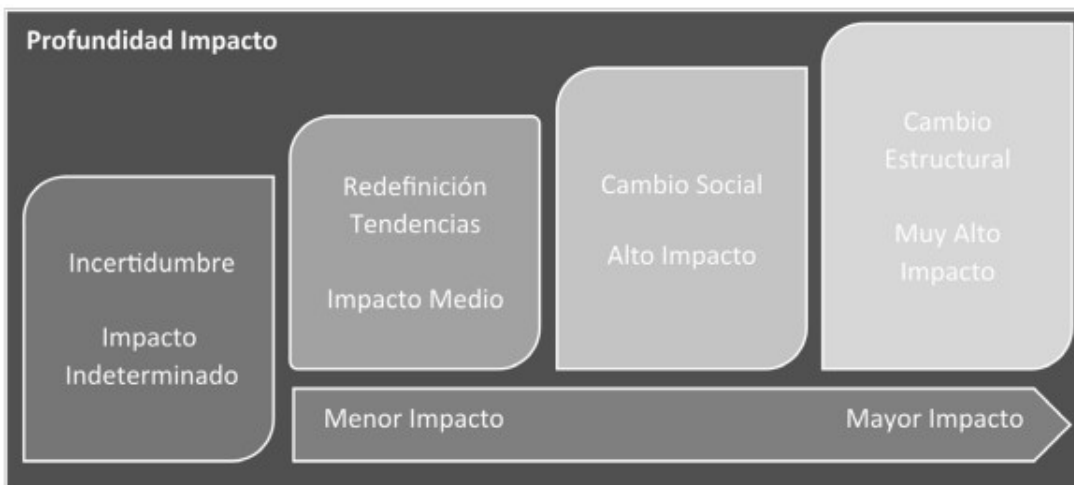 Profundidad Impacto
Incertidumbre
Impacto
Indeterminado
Redefinición
Tendencias
Impacto Medio
Cambio Social
Alto Impacto
Cambio
Estructural
Muy Alto
Impacto
Menor Impacto
Mayor Impacto